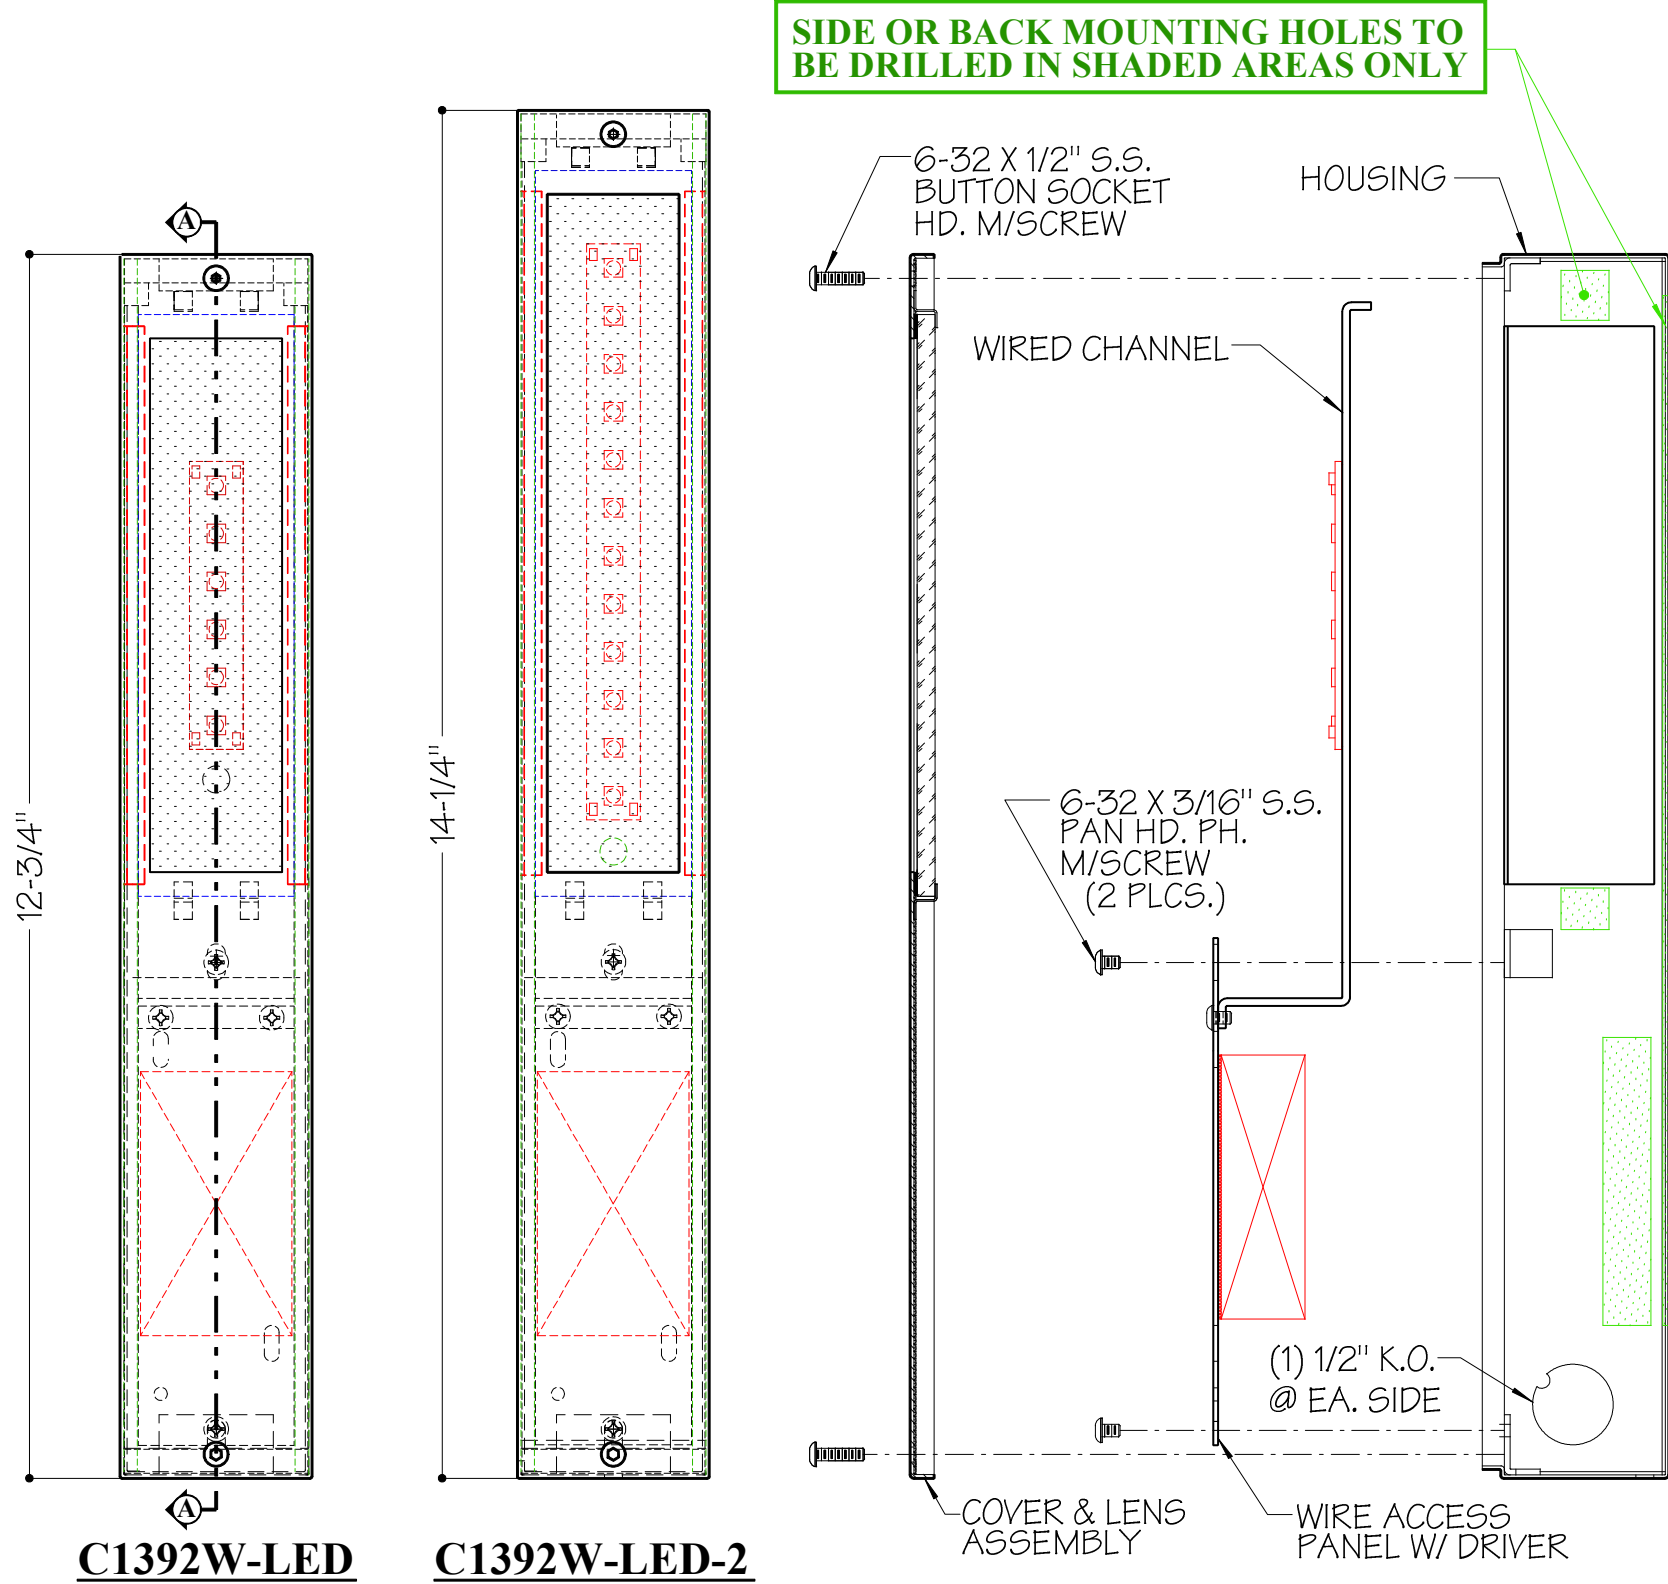 SIDE OR BACK MOUNTING HOLES TO
BE DRILLED IN SHADED AREAS ONLY
6-32 X 1/2" S.S.
BUTTON SOCKET
HD. M/SCREW
HOUSING
A
WIRED CHANNEL
12-3/4"
14-1/4"
6-32 X 3/16" S.S.
PAN HD. PH.
M/SCREW
(2 PLCS.)
(1) 1/2" K.O.
@ EA. SIDE
A
COVER & LENS
ASSEMBLY
WIRE ACCESS
PANEL W/ DRIVER
C1392W-LED
C1392W-LED-2